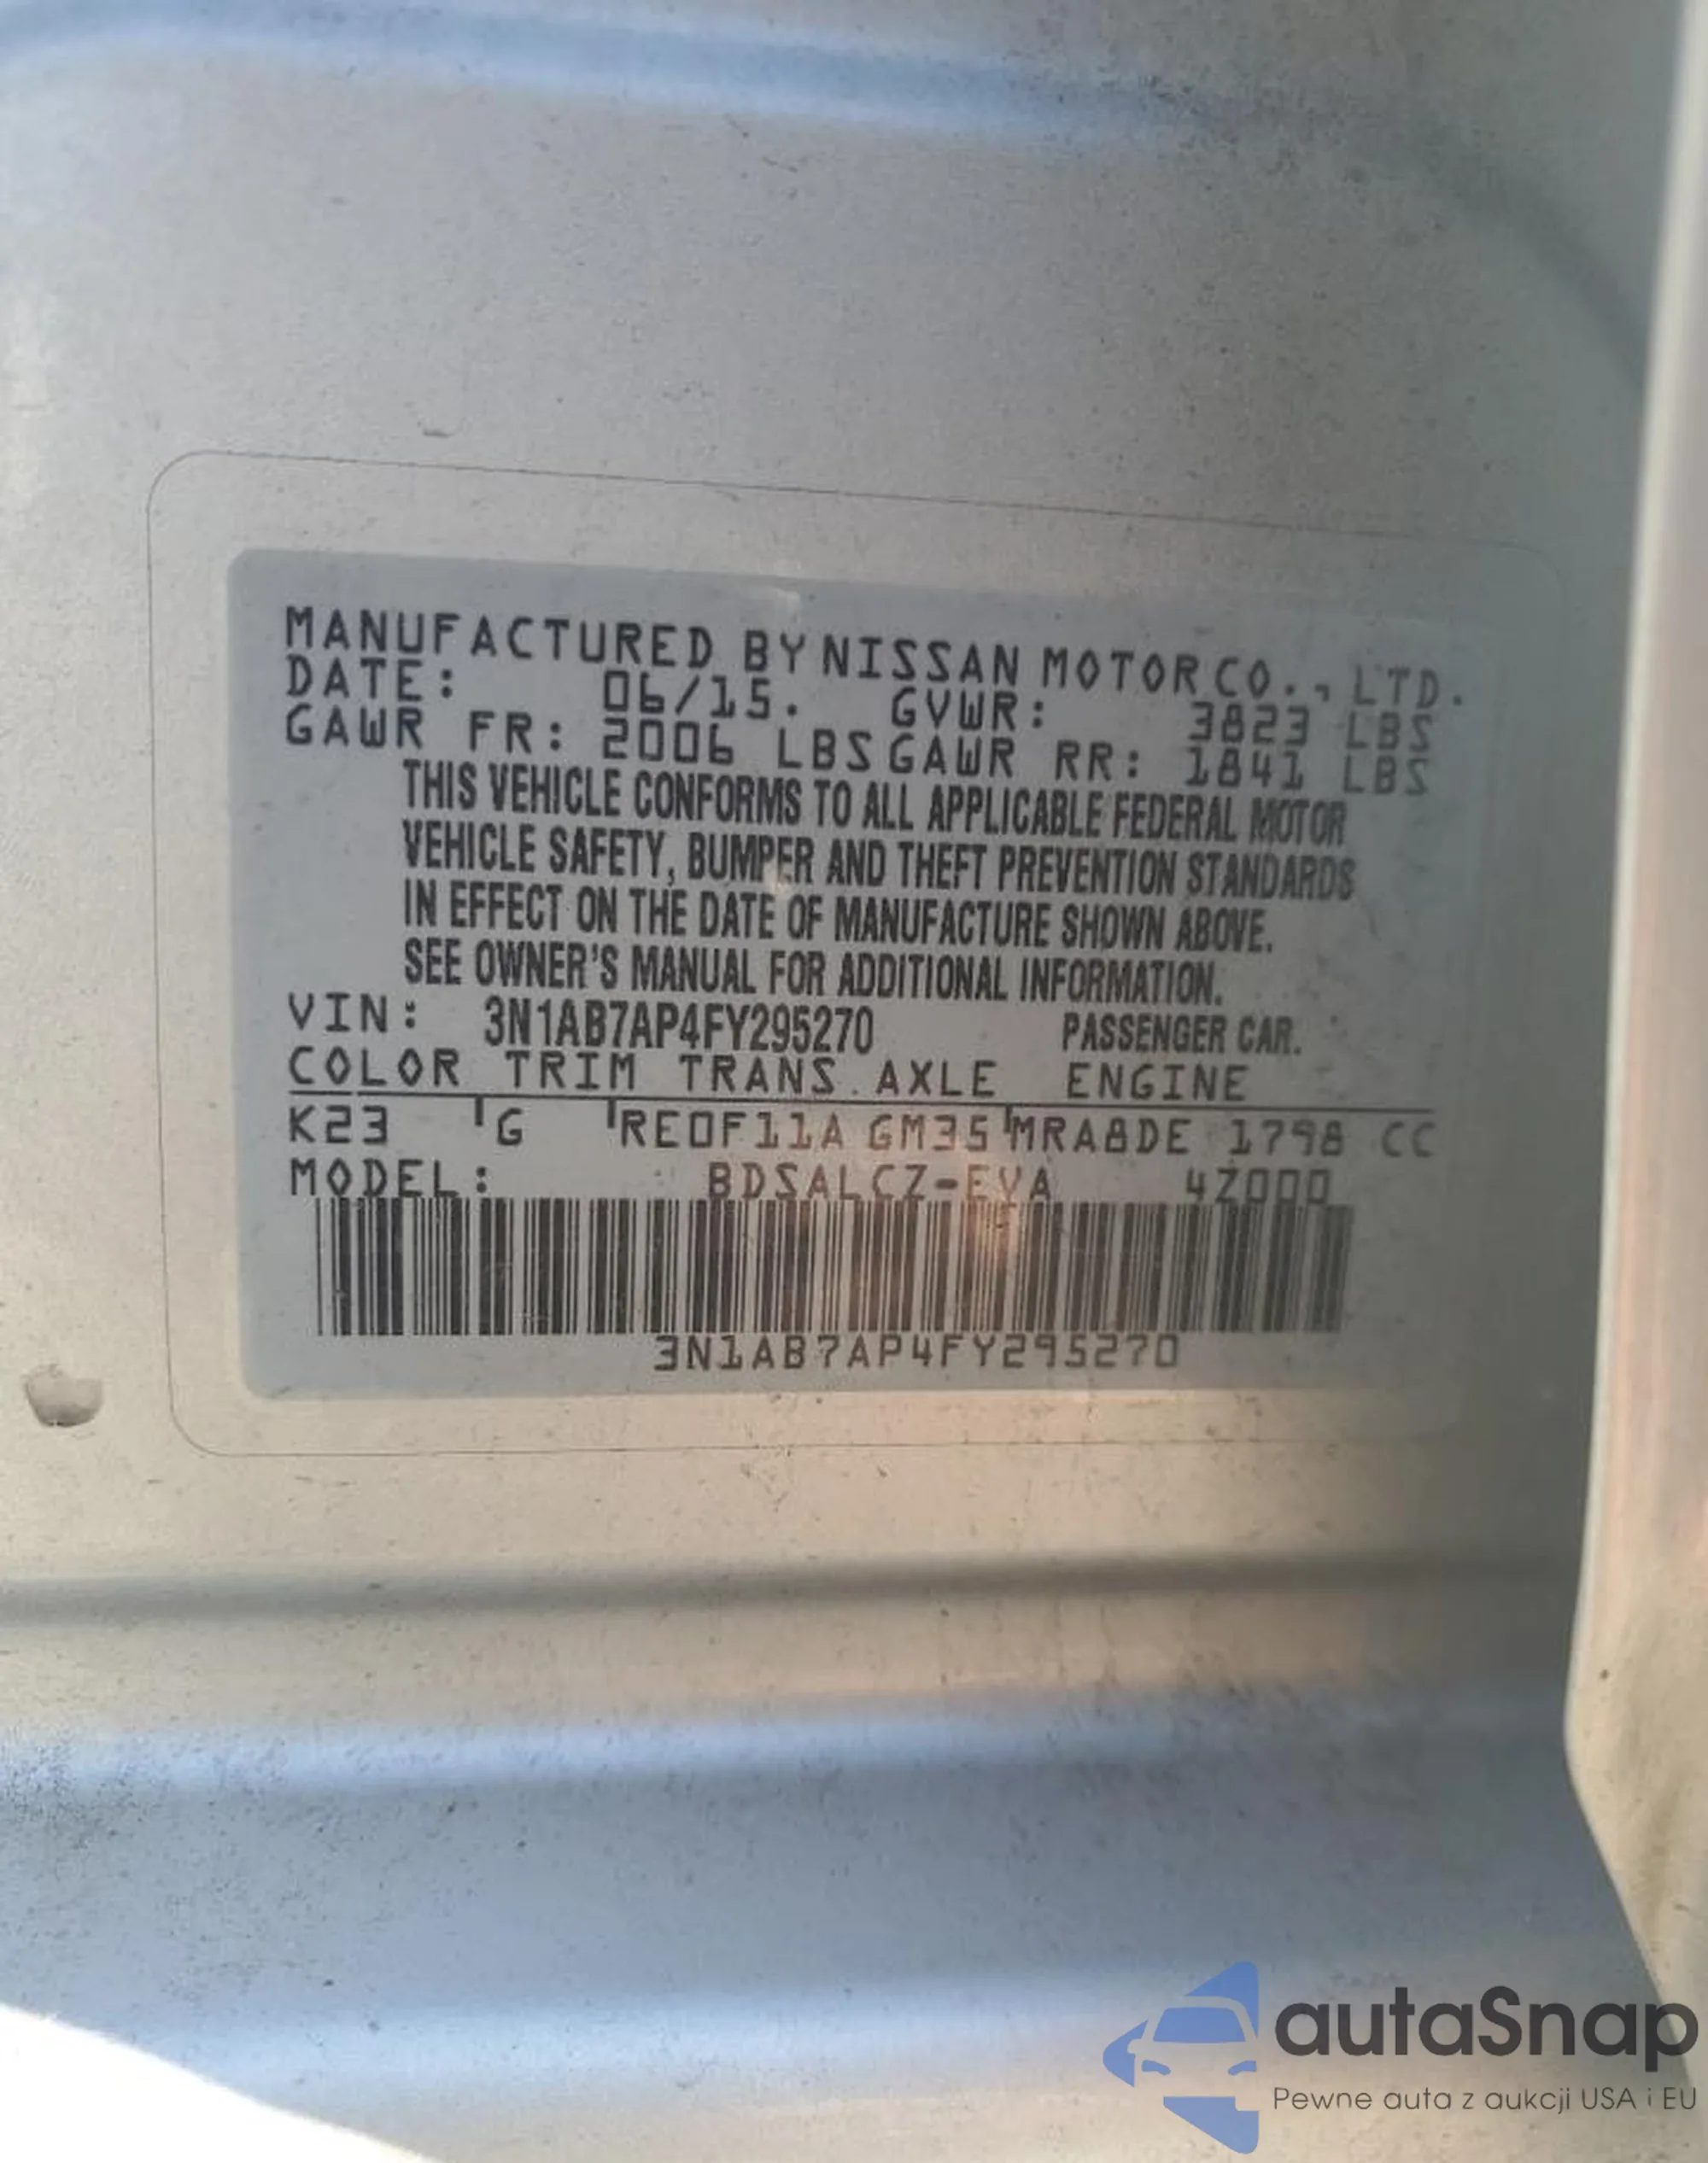 MANUFACTURED BY NISSAN MOTOR CO., LTD.
DATE: 06/15. GVWR: 3823 LBS
GAWR FR: 2006 LBS GAWR RR: 1841 LBS
THIS VEHICLE CONFORMS TO ALL APPLICABLE FEDERAL MOTOR
VEHICLE SAFETY, BUMPER AND THEFT PREVENTION STANDARDS
IN EFFECT ON THE DATE OF MANUFACTURE SHOWN ABOVE.
SEE OWNER'S MANUAL FOR ADDITIONAL INFORMATION.
VIN: 3N1AB7AP4FY295270 PASSENGER CAR.
COLOR TRIM TRANS. AXLE ENGINE
K23 G RE0F11A GM35 MRA8DE 1798 CC
MODEL: BDSALCZ-EVA 4Z000
3N1AB7AP4FY295270
autaSnap
Pewne auta z aukcji USA i EU